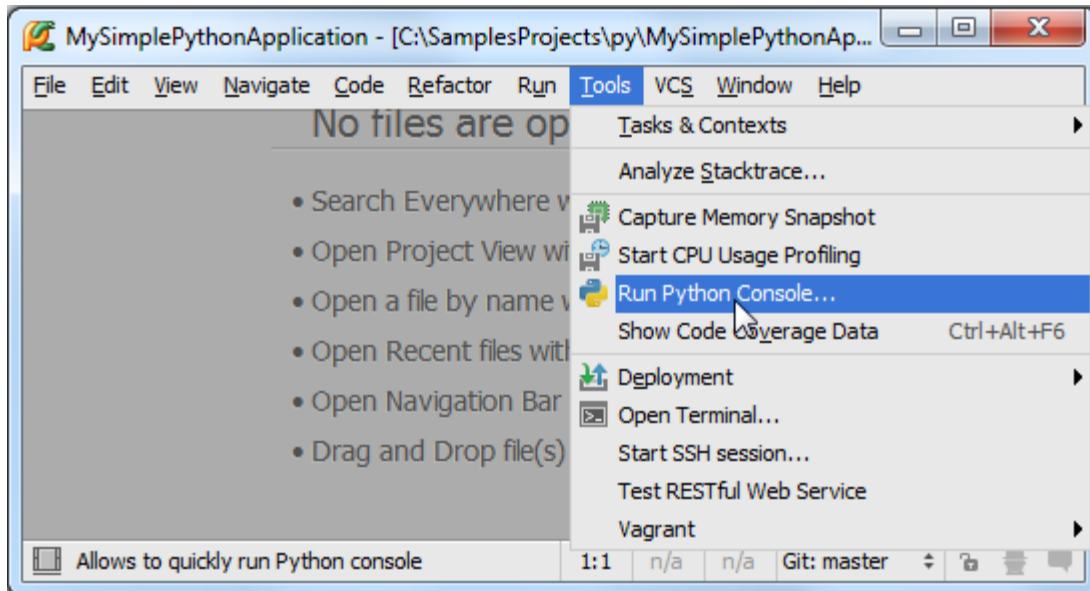 MySimplePythonApplication - [C:\SamplesProjects\py\MySimplePythonAp...
File Edit View Navigate Code Refactor Run Tools VCS Window Help
No files are op
• Search Everywhere w
• Open Project View wi
• Open a file by name w
• Open Recent files with
• Open Navigation Bar
• Drag and Drop file(s)
Tasks & Contexts
Analyze Stacktrace...
Capture Memory Snapshot
Start CPU Usage Profiling
Run Python Console...
Show Code Coverage Data Ctrl+Alt+F6
Deployment
Open Terminal...
Start SSH session...
Test RESTful Web Service
Vagrant
Allows to quickly run Python console 1:1 n/a n/a Git: master